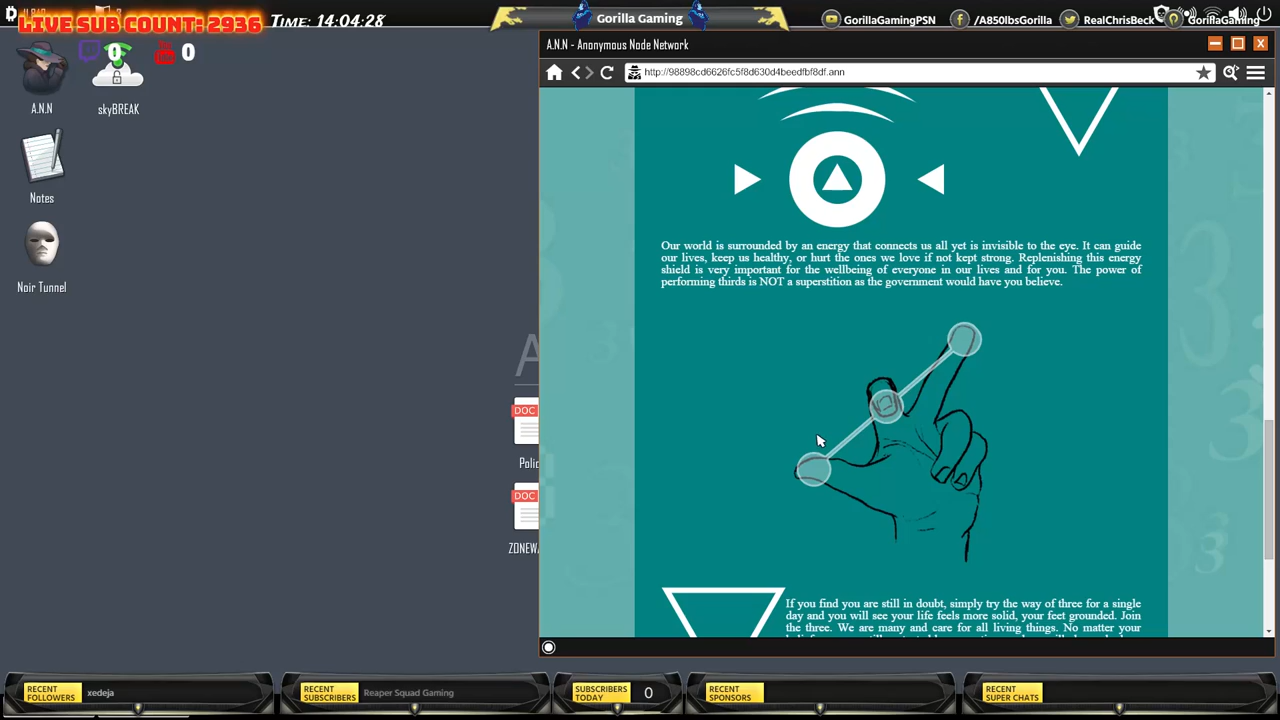 LIVE SUB COUNT: 2936
TIME: 14:04:28
Gorilla Gaming
GorillaGamingPSN
/A850lbsGorilla
RealChrisBeck
GorillaGaming
0
0
A.N.N
skyBREAK
Notes
Noir Tunnel
A.N.N - Anonymous Node Network
http://98898cd6626fc5f8d630d4beedfbf8df.ann
Our world is surrounded by an energy that connects us all yet is invisible to the eye. It can guide
our lives, keep us healthy, or hurt the ones we love if not kept strong. Replenishing this energy
shield is very important for the wellbeing of everyone in our lives and for you. The power of
performing thirds is NOT a superstition as the government would have you believe.
A
DOC
Polic
DOC
ZONEWA
If you find you are still in doubt, simply try the way of three for a single
day and you will see your life feels more solid, your feet grounded. Join
the three. We are many and care for all living things. No matter your
RECENT
FOLLOWERS
xedeja
RECENT
SUBSCRIBERS
Reaper Squad Gaming
SUBSCRIBERS
TODAY
0
RECENT
SPONSORS
RECENT
SUPER CHATS